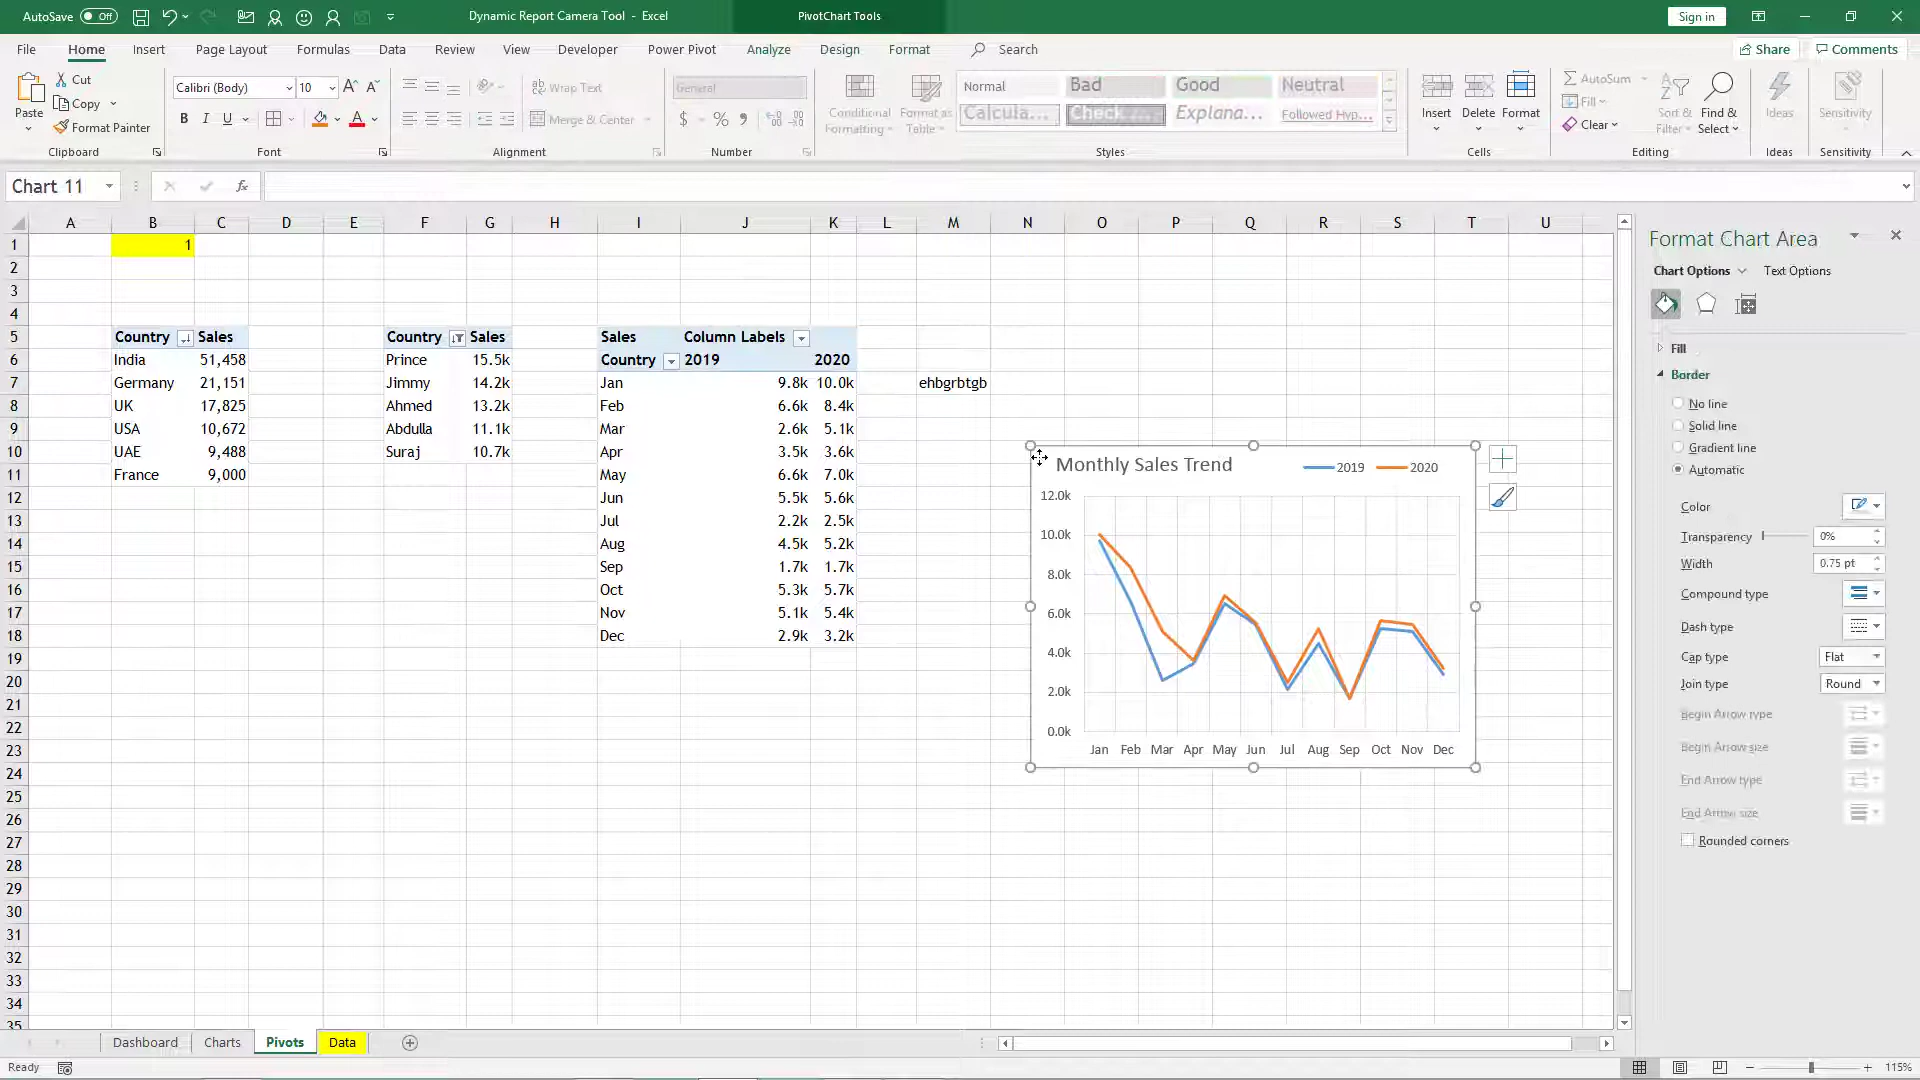 AutoSave Off
Dynamic Report Camera Tool - Excel
PivotChart Tools
Sign in
File Home Insert Page Layout Formulas Data Review View Developer Power Pivot Analyze Design Format Search
Share Comments
Paste
Cut
Copy
Format Painter
Clipboard
Calibri (Body) 10
B I U
Font
Wrap Text
Merge & Center
Alignment
General
$ % ,
Number
Conditional Formatting
Format as Table
Normal Bad Good Neutral
Calcula... Check ... Explana... Followed Hyp...
Styles
Insert Delete Format
Cells
AutoSum
Fill
Clear
Sort & Filter
Find & Select
Editing
Ideas
Ideas
Sensitivity
Sensitivity
Chart 11
fx
A B C D E F G H I J K L M N O P Q R S T U
1 1
2
3
4
5 Country Sales Country Sales Sales Column Labels
6 India 51,458 Prince 15.5k Country 2019 2020
7 Germany 21,151 Jimmy 14.2k Jan 9.8k 10.0k ehbgrbtgb
8 UK 17,825 Ahmed 13.2k Feb 6.6k 8.4k
9 USA 10,672 Abdulla 11.1k Mar 2.6k 5.1k
10 UAE 9,488 Suraj 10.7k Apr 3.5k 3.6k
11 France 9,000 May 6.6k 7.0k
12 Jun 5.5k 5.6k
13 Jul 2.2k 2.5k
14 Aug 4.5k 5.2k
15 Sep 1.7k 1.7k
16 Oct 5.3k 5.7k
17 Nov 5.1k 5.4k
18 Dec 2.9k 3.2k
19
20
21
22
23
24
25
26
27
28
29
30
31
32
33
34
35
Monthly Sales Trend
2019 2020
12.0k
10.0k
8.0k
6.0k
4.0k
2.0k
0.0k
Jan Feb Mar Apr May Jun Jul Aug Sep Oct Nov Dec
Format Chart Area
Chart Options Text Options
Fill
Border
No line
Solid line
Gradient line
Automatic
Color
Transparency 0%
Width 0.75 pt
Compound type
Dash type
Cap type Flat
Join type Round
Begin Arrow type
Begin Arrow size
End Arrow type
End Arrow size
Rounded corners
Dashboard Charts Pivots Data
Ready
115%